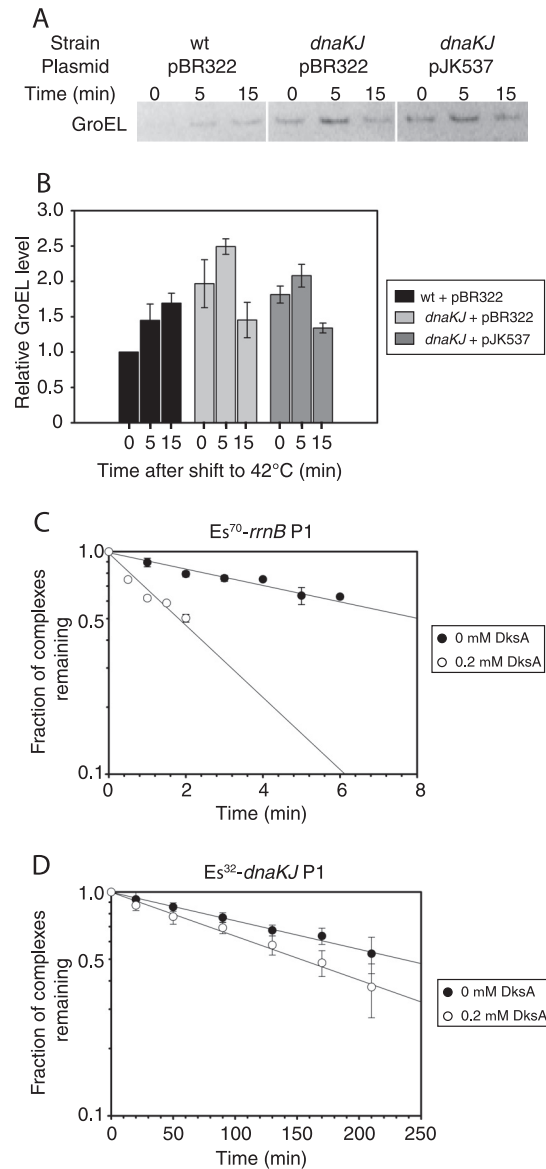 A
Strain wt dnaKJ dnaKJ
Plasmid pBR322 pBR322 pJK537
Time (min) 0 5 15 0 5 15 0 5 15
GroEL
B
3.0
2.5
2.0
1.5
1.0
0.5
0
Relative GroEL level
0 5 15 0 5 15 0 5 15
Time after shift to 42°C (min)
wt + pBR322
dnaKJ + pBR322
dnaKJ + pJK537
C
Es⁷⁰-rrnB P1
1.0
0.5
0.1
Fraction of complexes
remaining
0 2 4 6 8
Time (min)
0 mM DksA
0.2 mM DksA
D
Es³²-dnaKJ P1
1.0
0.5
0.1
Fraction of complexes
remaining
0 50 100 150 200 250
Time (min)
0 mM DksA
0.2 mM DksA